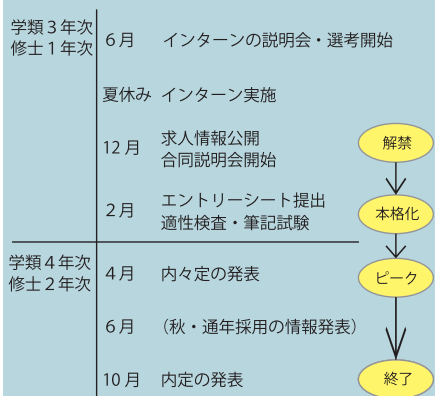 学類３年次
修士１年次
６月 インターンの説明会・選考開始
夏休み インターン実施
12月 求人情報公開
合同説明会開始
解禁
２月 エントリーシート提出
適性検査・筆記試験
本格化
学類４年次
修士２年次
４月 内々定の発表
ピーク
６月 （秋・通年採用の情報発表）
10月 内定の発表
終了